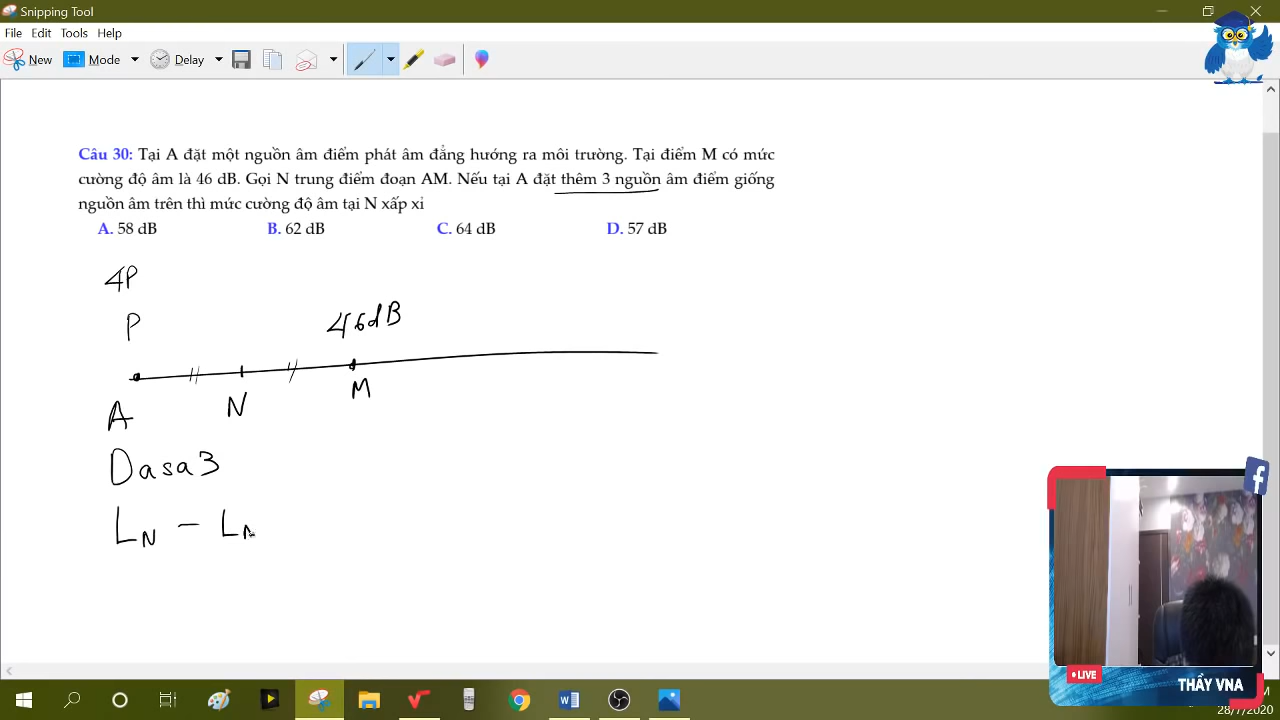 Snipping Tool
File Edit Tools Help
New Mode Delay
Câu 30: Tại A đặt một nguồn âm điểm phát âm đẳng hướng ra môi trường. Tại điểm M có mức
cường độ âm là 46 dB. Gọi N trung điểm đoạn AM. Nếu tại A đặt thêm 3 nguồn âm điểm giống
nguồn âm trên thì mức cường độ âm tại N xấp xỉ
A. 58 dB B. 62 dB C. 64 dB D. 57 dB
4P
P 46dB
A N M
Dasa3
L_N - L
LIVE
THẦY VNA
28/7/2020